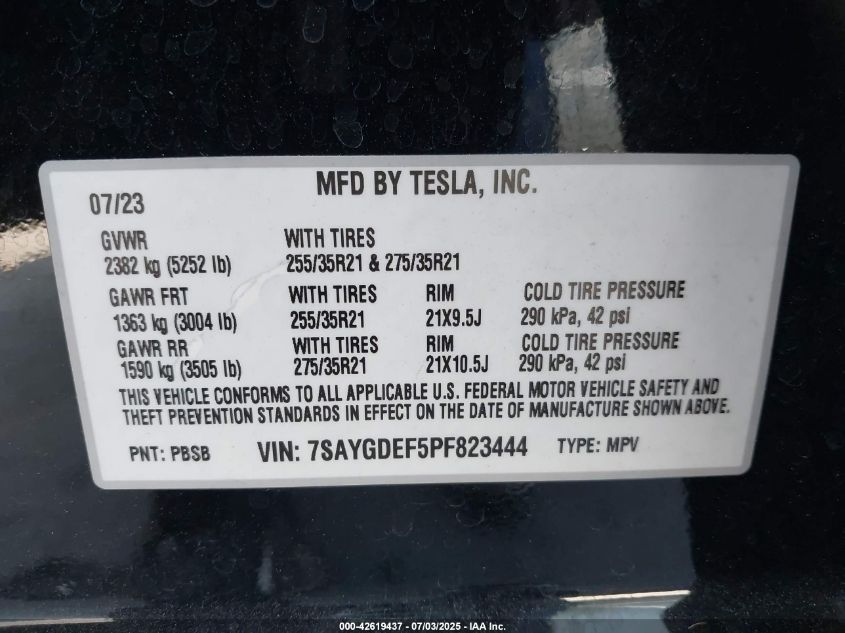 MFD BY TESLA, INC.
07/23
GVWR WITH TIRES
2382 kg (5252 lb) 255/35R21 & 275/35R21
GAWR FRT WITH TIRES RIM COLD TIRE PRESSURE
1363 kg (3004 lb) 255/35R21 21X9.5J 290 kPa, 42 psi
GAWR RR WITH TIRES RIM COLD TIRE PRESSURE
1590 kg (3505 lb) 275/35R21 21X10.5J 290 kPa, 42 psi
THIS VEHICLE CONFORMS TO ALL APPLICABLE U.S. FEDERAL MOTOR VEHICLE SAFETY AND
THEFT PREVENTION STANDARDS IN EFFECT ON THE DATE OF MANUFACTURE SHOWN ABOVE.
PNT: PBSB VIN: 7SAYGDEF5PF823444 TYPE: MPV
000-42619437 - 07/03/2025 - IAA Inc.